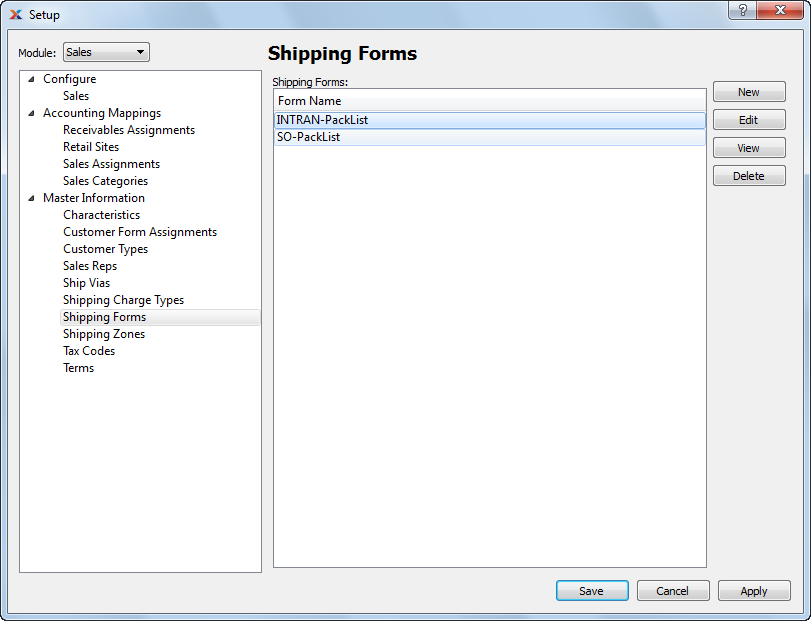 Setup
?
Module: Sales
Configure
Sales
Accounting Mappings
Receivables Assignments
Retail Sites
Sales Assignments
Sales Categories
Master Information
Characteristics
Customer Form Assignments
Customer Types
Sales Reps
Ship Vias
Shipping Charge Types
Shipping Forms
Shipping Zones
Tax Codes
Terms
Shipping Forms
Shipping Forms:
Form Name
INTRAN-PackList
SO-PackList
New
Edit
View
Delete
Save
Cancel
Apply